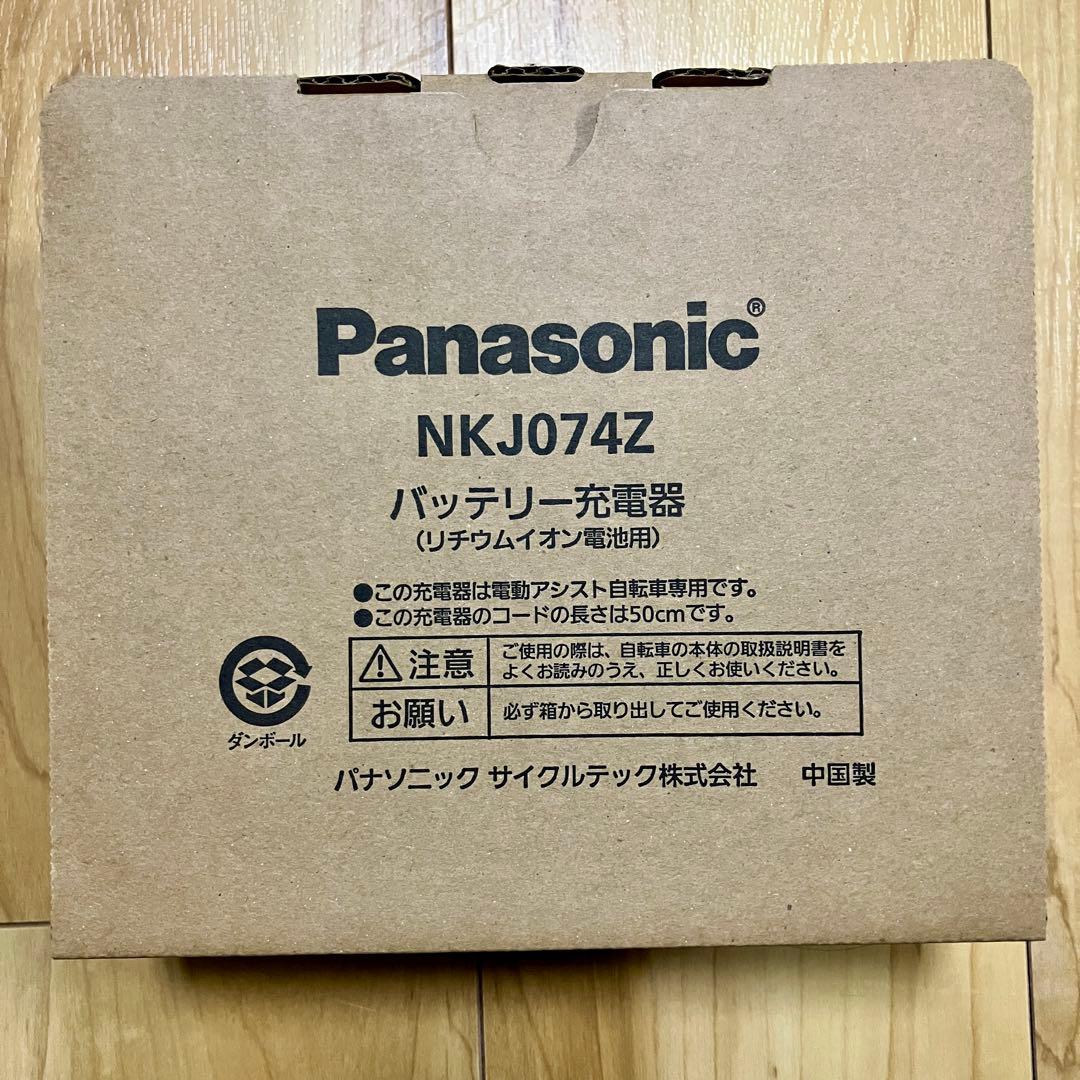 Panasonic®
NKJ074Z
バッテリー充電器
(リチウムイオン電池用)
●この充電器は電動アシスト自転車専用です。
●この充電器のコードの長さは50cmです。
注意 ご使用の際は、自転車の本体の取扱説明書を
よくお読みのうえ、正しくお使いください。
お願い 必ず箱から取り出してご使用ください。
ダンボール
パナソニック サイクルテック株式会社 中国製